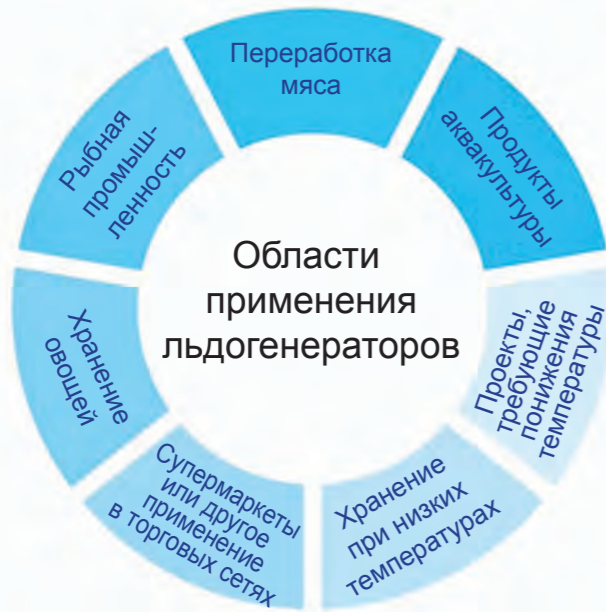 Области
применения
льдогенераторов
Переработка
мяса
Продукты
аквакультуры
Проекты,
требующие
понижения
температуры
Хранение
при низких
температурах
Супермаркеты
или другое
применение
в торговых сетях
Хранение
овощей
Рыбная
промыш-
ленность